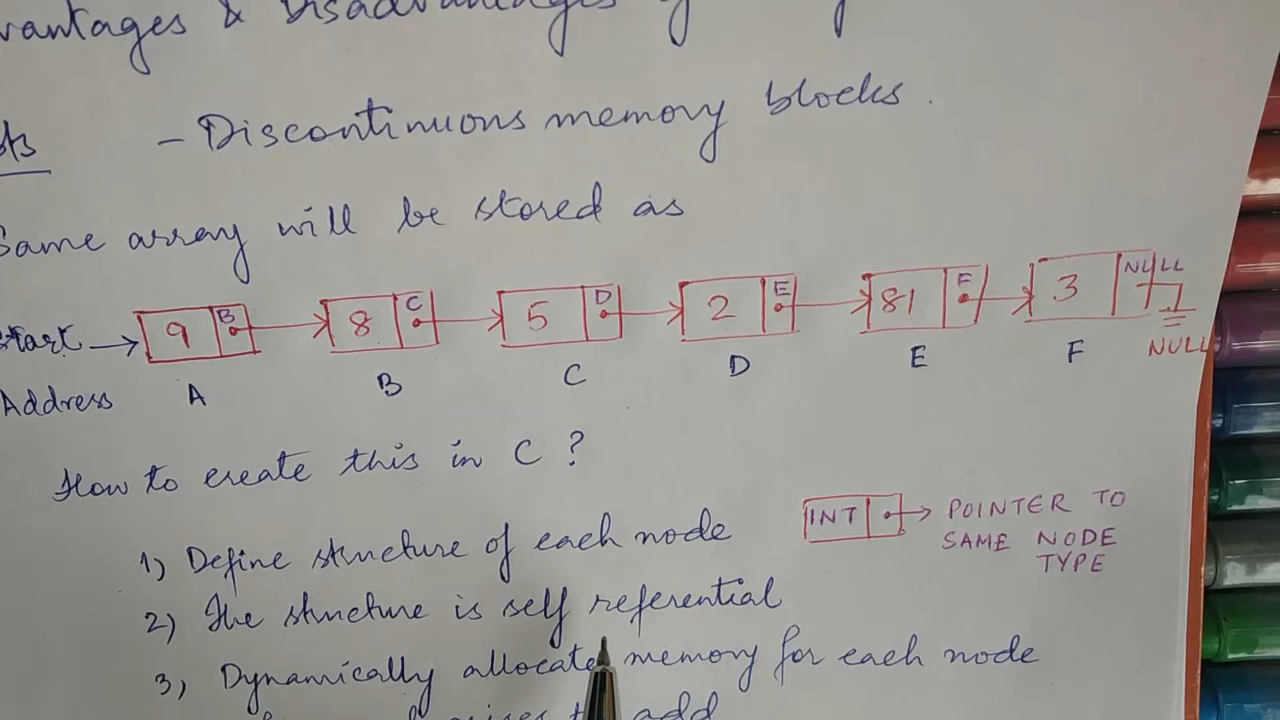 & Disadvantages
- Discontinuous memory blocks.
Same array will be stored as
Start Address
9 B
8 C
5 D
2 E
81 F
3 NULL
NULL
A B C D E F
How to create this in C ?
1) Define structure of each node
INT
POINTER TO
SAME NODE
TYPE
2) The structure is self referential
3) Dynamically allocate memory for each node
add